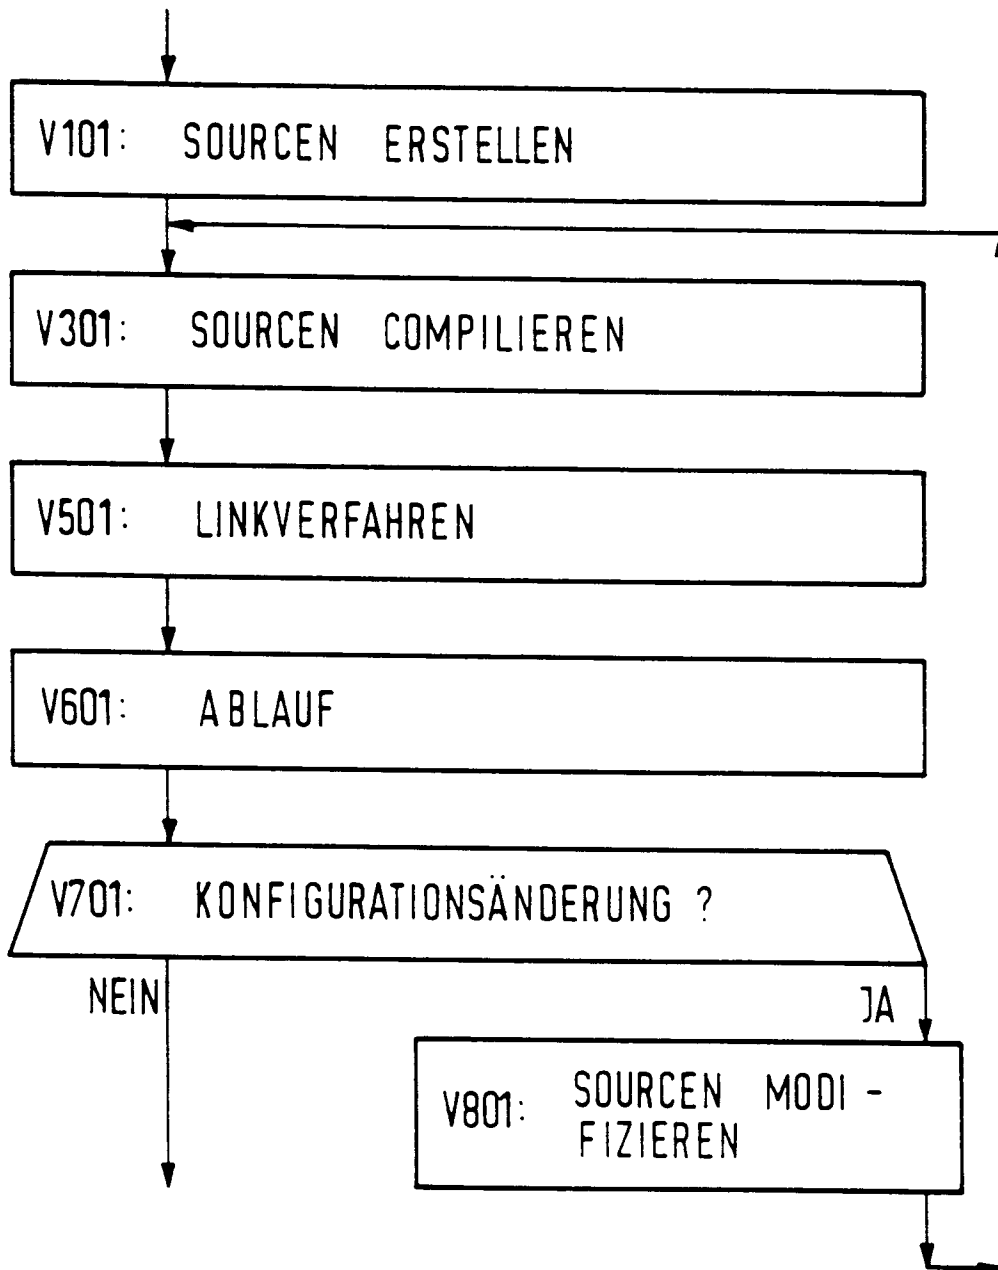 V101: SOURCEN ERSTELLEN
V301: SOURCEN COMPILIEREN
V501: LINKVERFAHREN
V601: ABLAUF
V701: KONFIGURATIONSÄNDERUNG ?
NEIN
JA
V801: SOURCEN MODI-
FIZIEREN